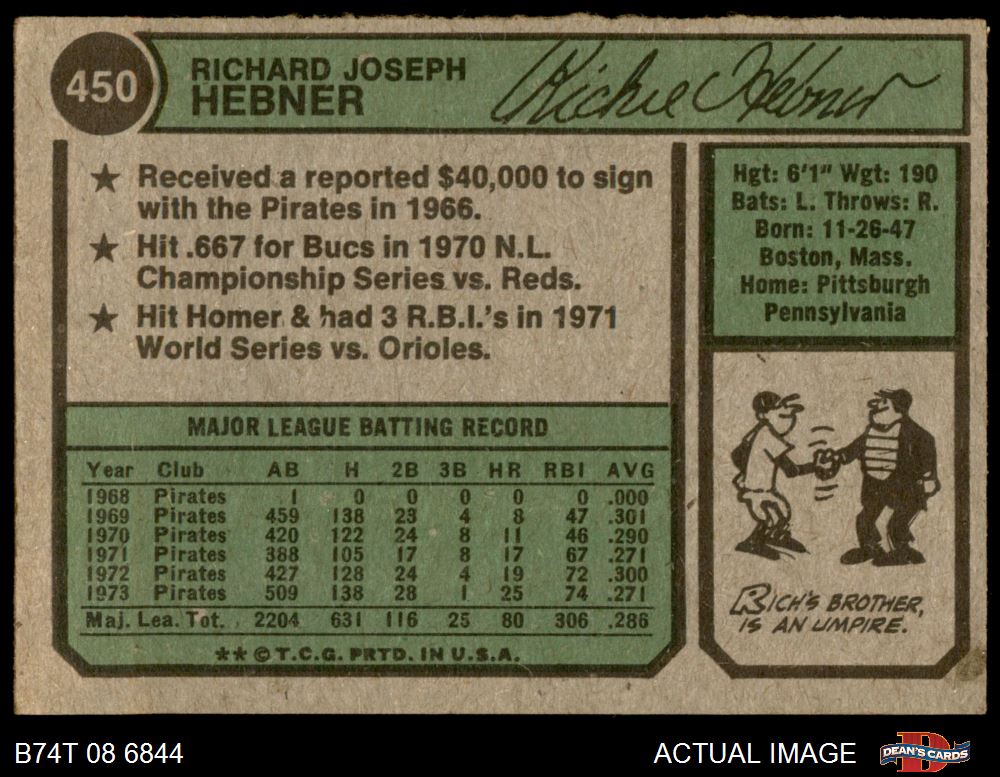 450
RICHARD JOSEPH
HEBNER
Richie Hebner
★ Received a reported $40,000 to sign
with the Pirates in 1966.
★ Hit .667 for Bucs in 1970 N.L.
Championship Series vs. Reds.
★ Hit Homer & had 3 R.B.I.'s in 1971
World Series vs. Orioles.
Hgt: 6'1" Wgt: 190
Bats: L. Throws: R.
Born: 11-26-47
Boston, Mass.
Home: Pittsburgh
Pennsylvania
MAJOR LEAGUE BATTING RECORD
Year Club AB H 2B 3B HR RBI AVG
1968 Pirates 1 0 0 0 0 0 .000
1969 Pirates 459 138 23 4 8 47 .301
1970 Pirates 420 122 24 8 11 46 .290
1971 Pirates 388 105 17 8 17 67 .271
1972 Pirates 427 128 24 4 19 72 .300
1973 Pirates 509 138 28 1 25 74 .271
Maj. Lea. Tot. 2204 631 116 25 80 306 .286
★★ © T.C.G. PRTD. IN U.S.A.
RICH'S BROTHER,
IS AN UMPIRE.
B74T 08 6844
ACTUAL IMAGE
DEAN'S CARDS